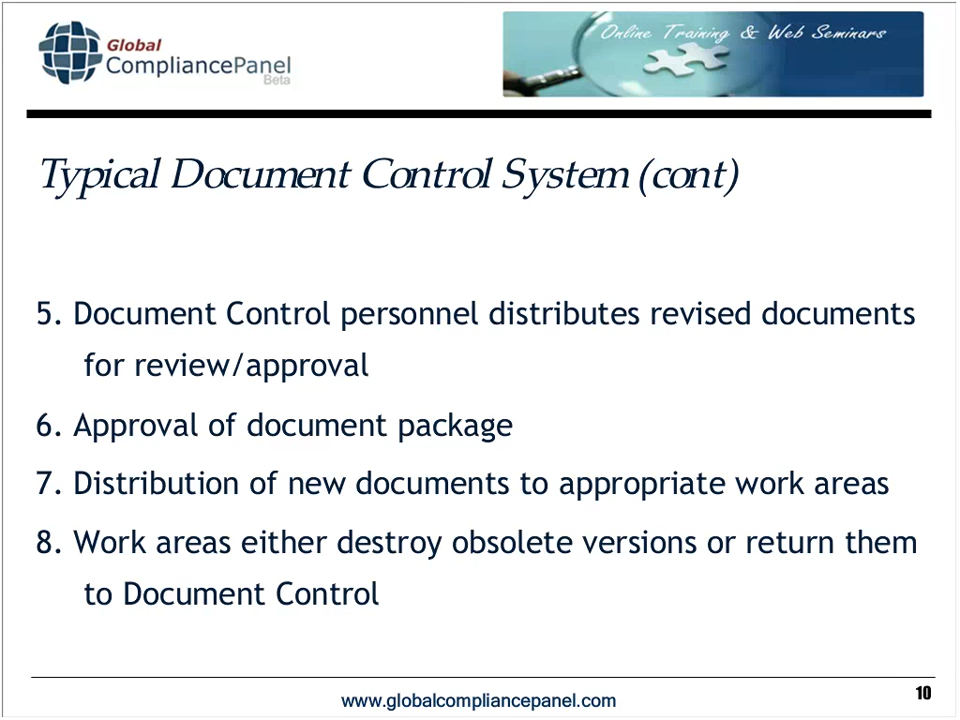 Global
CompliancePanel
Beta
Online Training & Web Seminars
Typical Document Control System (cont)
5. Document Control personnel distributes revised documents
for review/approval
6. Approval of document package
7. Distribution of new documents to appropriate work areas
8. Work areas either destroy obsolete versions or return them
to Document Control
www.globalcompliancepanel.com
10